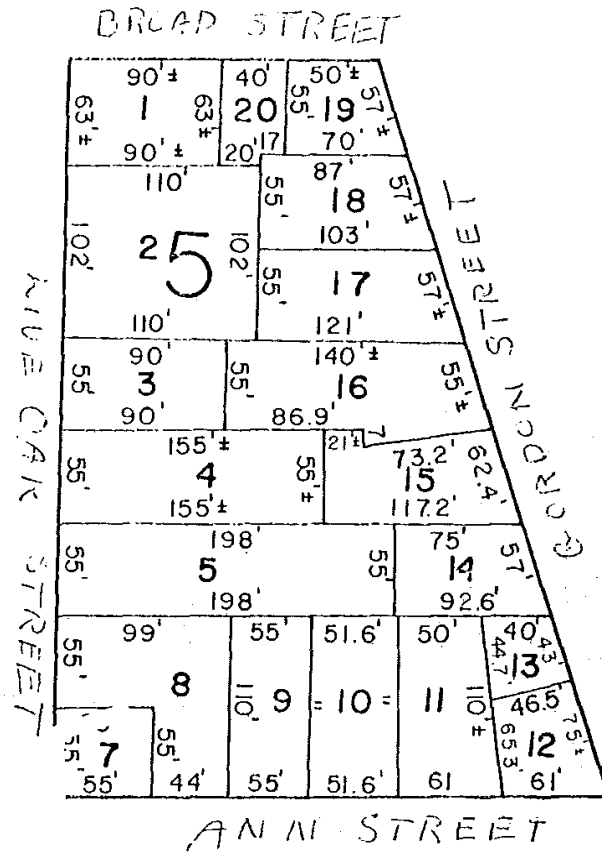 BROAD STREET
90'± 40' 50'±
63'± 1 63'± 20 55' 19 57'±
90'± 20' 17 70'
110' 87'
55' 18 57'±
103'
102' 2 5 102'
55' 17 57'±
110' 121'
90' 140'±
55' 3 55' 16 55'±
90' 86.9' 7
155'± 21'± 73.2'
55' 4 55'± 15 62.4'
155'± 117.2'
198' 75'
55' 5 55' 14 57'
198' 92.6'
99' 55' 51.6' 50' 40'
55' 44.7' 13 43'
8 110' 9 = 10 = 11 110'± 46.5'
55' 7 55' 65.3' 12 75'±
55' 44' 55' 51.6' 61 61'
LIVE OAK STREET
GORDON STREET
ANN STREET